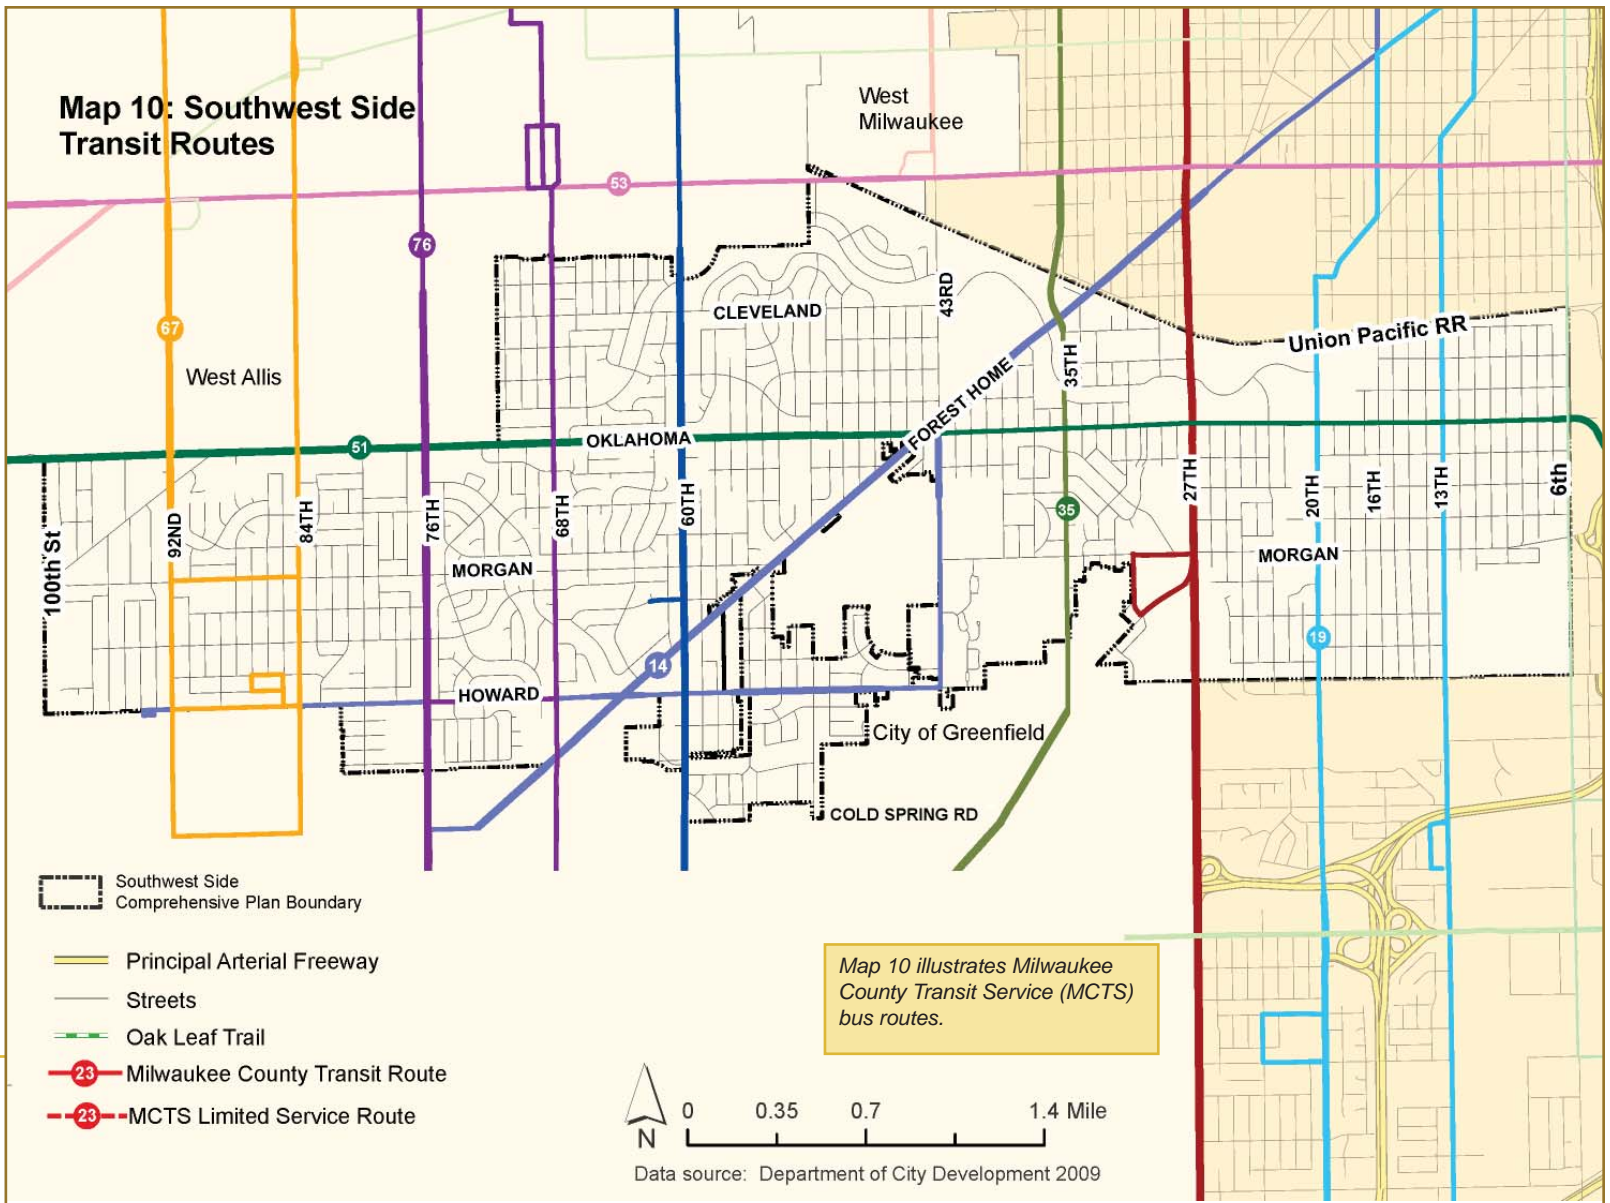 Map 10: Southwest Side
Transit Routes
West
Milwaukee
53
76
43RD
CLEVELAND
67
Union Pacific RR
35TH
West Allis
FOREST HOME
OKLAHOMA
51
27TH
6th
20TH
16TH
13TH
60TH
68TH
76TH
84TH
92ND
35
100th St
MORGAN
MORGAN
19
14
HOWARD
City of Greenfield
COLD SPRING RD
Southwest Side
Comprehensive Plan Boundary
Principal Arterial Freeway
Streets
Oak Leaf Trail
23 Milwaukee County Transit Route
23 MCTS Limited Service Route
Map 10 illustrates Milwaukee
County Transit Service (MCTS)
bus routes.
N
0 0.35 0.7 1.4 Mile
Data source: Department of City Development 2009